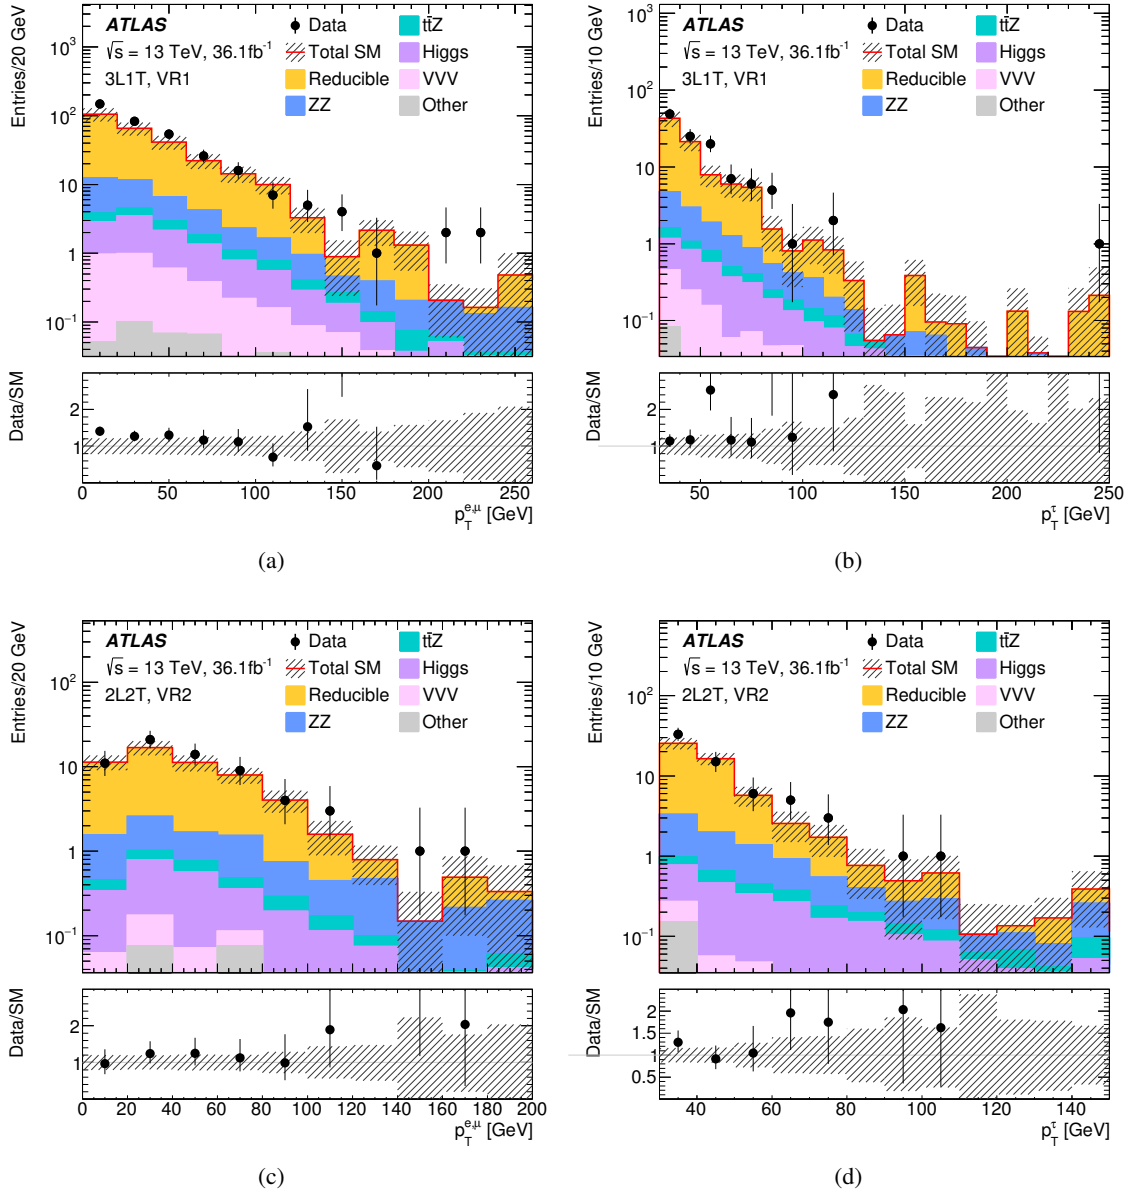 Entries/20 GeV
10³
10²
10
1
10⁻¹
ATLAS
√s = 13 TeV, 36.1fb⁻¹
3L1T, VR1
Data
Total SM
Reducible
ZZ
tt̄Z
Higgs
VVV
Other
Data/SM
2
1
0 50 100 150 200 250
p_T^{e,μ} [GeV]
(a)
Entries/10 GeV
10³
10²
10
1
10⁻¹
ATLAS
√s = 13 TeV, 36.1fb⁻¹
3L1T, VR1
Data
Total SM
Reducible
ZZ
tt̄Z
Higgs
VVV
Other
Data/SM
2
1
50 100 150 200 250
p_T^τ [GeV]
(b)
Entries/20 GeV
10²
10
1
10⁻¹
ATLAS
√s = 13 TeV, 36.1fb⁻¹
2L2T, VR2
Data
Total SM
Reducible
ZZ
tt̄Z
Higgs
VVV
Other
Data/SM
2
1
0 20 40 60 80 100 120 140 160 180 200
p_T^{e,μ} [GeV]
(c)
Entries/10 GeV
10²
10
1
10⁻¹
ATLAS
√s = 13 TeV, 36.1fb⁻¹
2L2T, VR2
Data
Total SM
Reducible
ZZ
tt̄Z
Higgs
VVV
Other
Data/SM
2
1.5
1
0.5
40 60 80 100 120 140
p_T^τ [GeV]
(d)